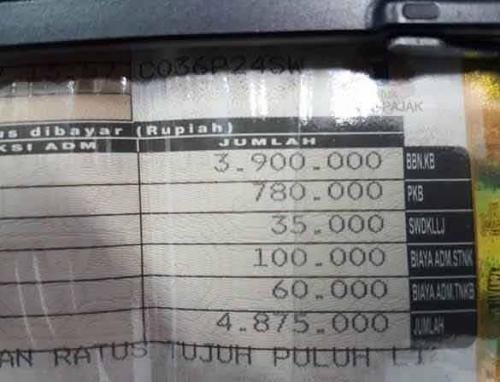 C036P24SW
PAJAK
us dibayar (Rupiah)
KSI ADM JUMLAH
3.900.000 BBN.KB
780.000 PKB
35.000 SWDKLLJ
100.000 BIAYA.ADM.STNK
60.000 BIAYA.ADM.TNKB
4.875.000 JUMLAH
AN RATUS TUJUH PULUH LI